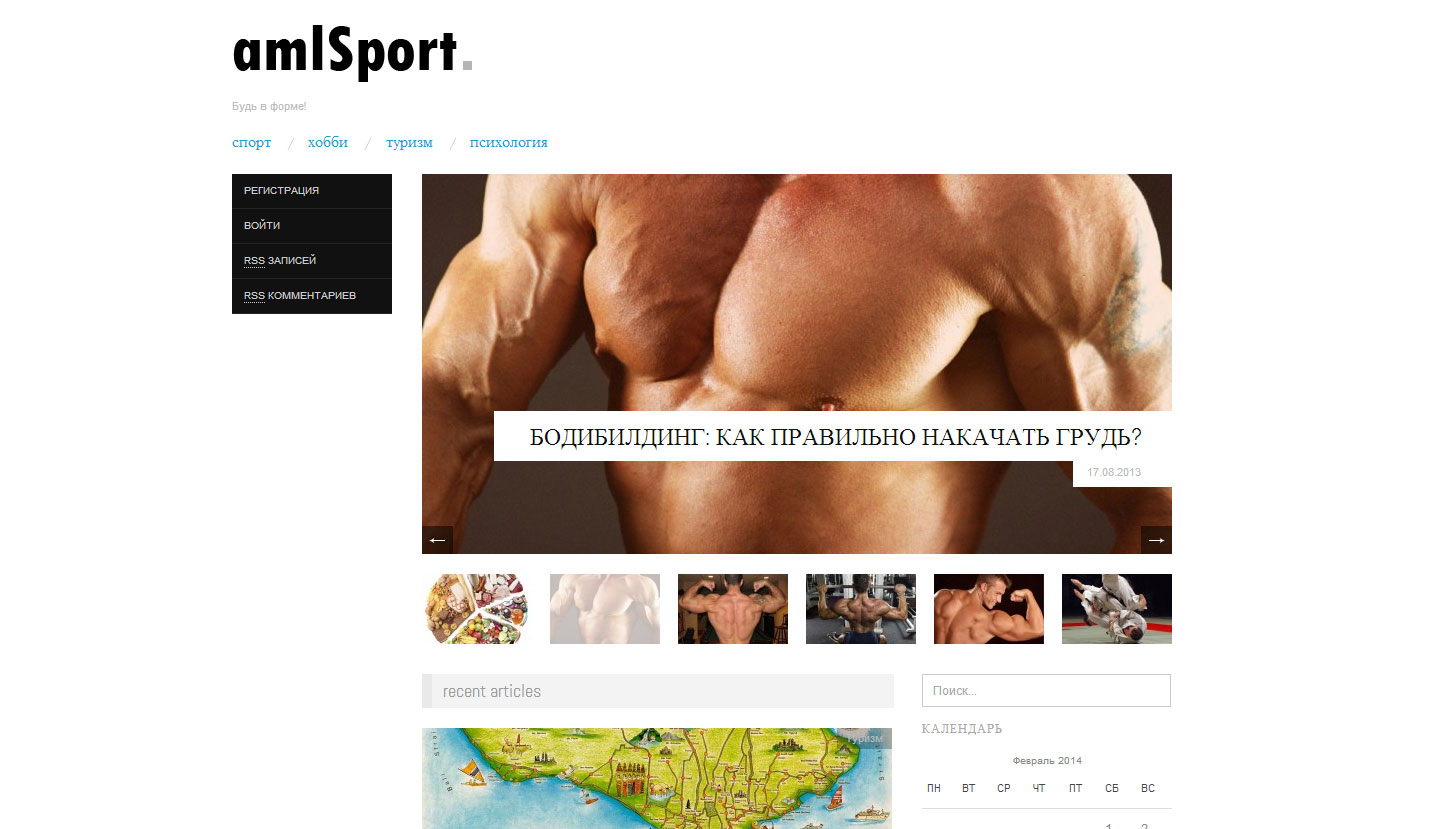 amlSport.
Будь в форме!
спорт / хобби / туризм / психология
РЕГИСТРАЦИЯ
ВОЙТИ
RSS ЗАПИСЕЙ
RSS КОММЕНТАРИЕВ
БОДИБИЛДИНГ: КАК ПРАВИЛЬНО НАКАЧАТЬ ГРУДЬ?
17.08.2013
recent articles
туризм
Поиск...
КАЛЕНДАРЬ
Февраль 2014
ПН ВТ СР ЧТ ПТ СБ ВС
1 2